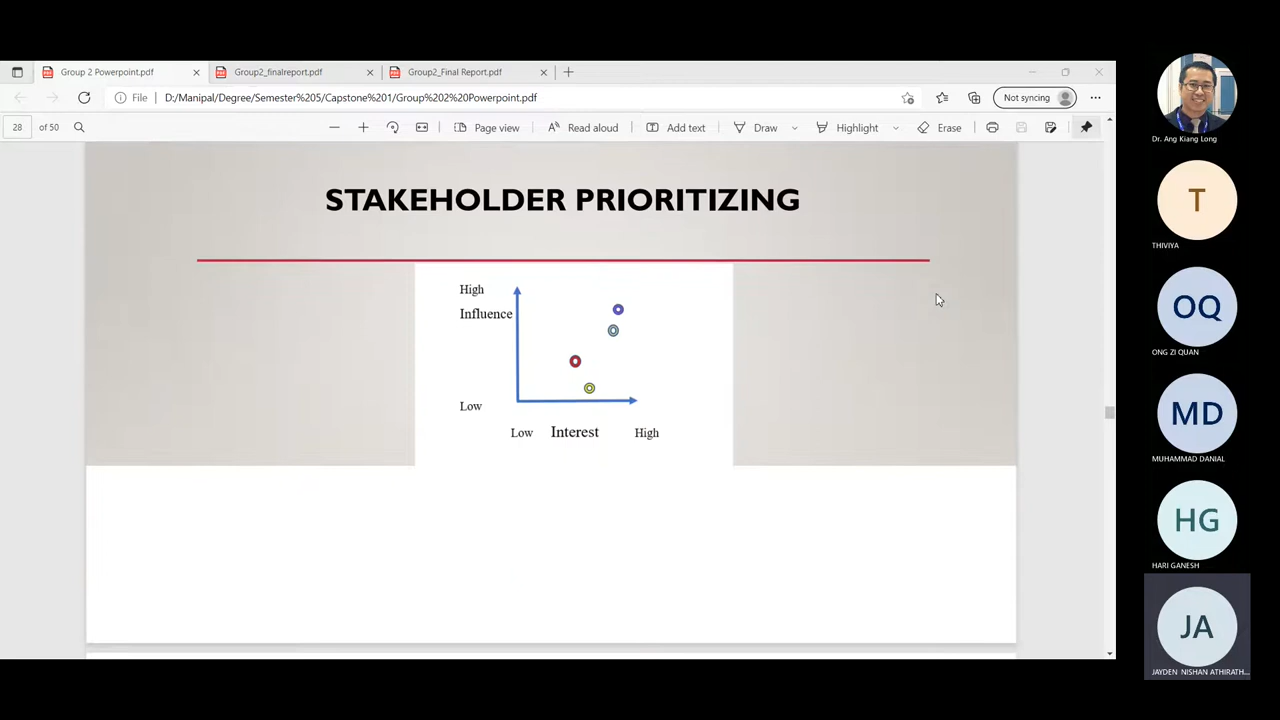 Group 2 Powerpoint.pdf
Group2_finalreport.pdf
Group2_Final Report.pdf
File
D:/Manipal/Degree/Semester%205/Capstone%201/Group%202%20Powerpoint.pdf
Not syncing
28 of 50
Page view
Read aloud
Add text
Draw
Highlight
Erase
STAKEHOLDER PRIORITIZING
High
Influence
Low
Low Interest High
Dr. Ang Kiang Long
T
THIVIYA
OQ
ONG ZI QUAN
MD
MUHAMMAD DANIAL
HG
HARI GANESH
JA
JAYDEN NISHAN ATHIRATH...